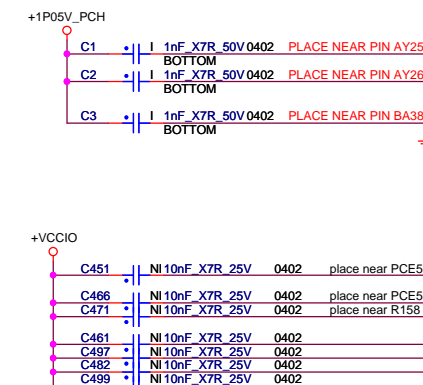 +1P05V_PCH
C1 I 1nF_X7R_50V 0402 PLACE NEAR PIN AY25
BOTTOM
C2 I 1nF_X7R_50V 0402 PLACE NEAR PIN AY26
BOTTOM
C3 I 1nF_X7R_50V 0402 PLACE NEAR PIN BA38
BOTTOM
+VCCIO
C451 NI 10nF_X7R_25V 0402 place near PCE5
C466 NI 10nF_X7R_25V 0402 place near PCE5
C471 NI 10nF_X7R_25V 0402 place near R158
C461 NI 10nF_X7R_25V 0402
C497 NI 10nF_X7R_25V 0402
C482 NI 10nF_X7R_25V 0402
C499 NI 10nF_X7R_25V 0402